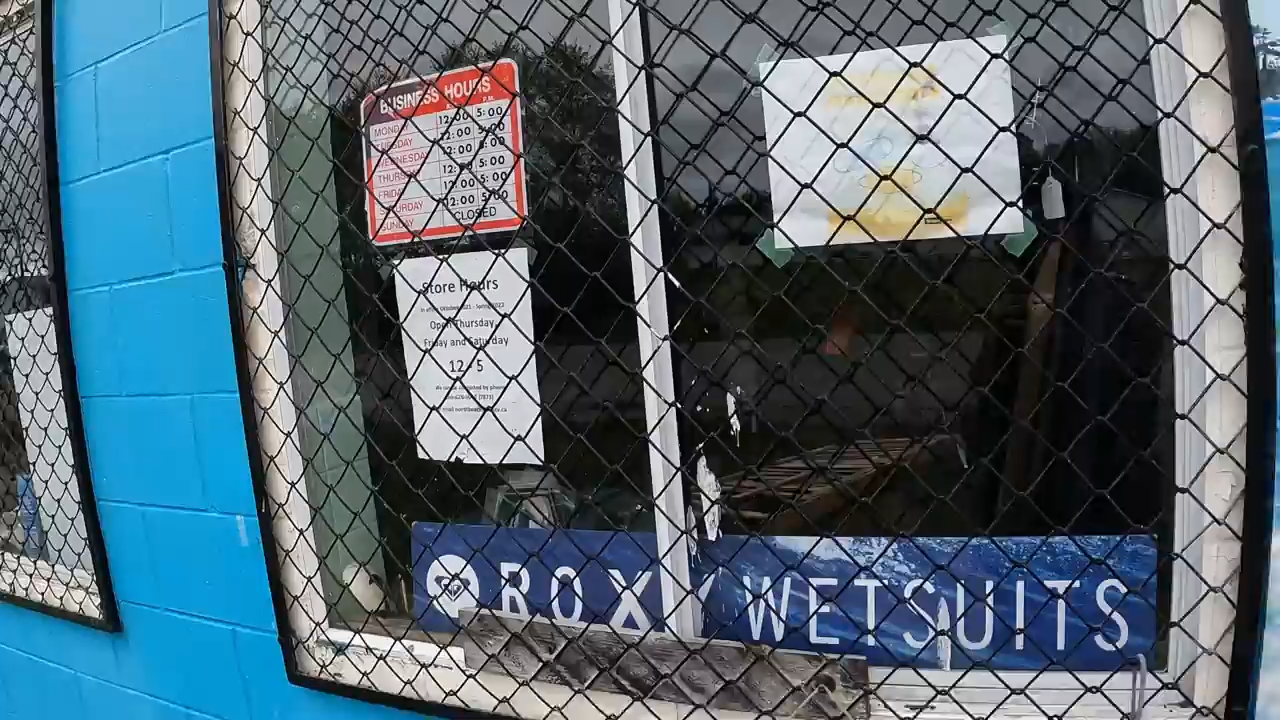 BUSINESS HOURS
P.M.
MONDAY 12:00 5:00
TUESDAY 12:00 5:00
WEDNESDAY 12:00 5:00
THURSDAY 12:00 5:00
FRIDAY 12:00 5:00
SATURDAY 12:00 5:00
SUNDAY CLOSED
Store Hours
Open Thursday,
Friday and Saturday
12 - 5
ROXY WETSUITS